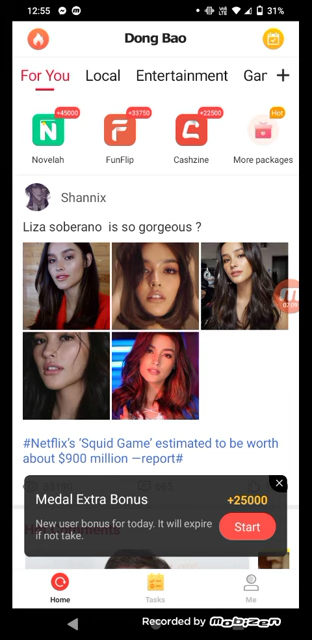 12:55
31%
Dong Bao
For You Local Entertainment Gar
+45000 +33750 +22500 Hot
Novelah FunFlip Cashzine More packages
Shannix
Liza soberano is so gorgeous ?
#Netflix's 'Squid Game' estimated to be worth
about $900 million —report#
Medal Extra Bonus +25000
New user bonus for today. It will expire
if not take.
Start
Home Tasks Me
Recorded by mobizen